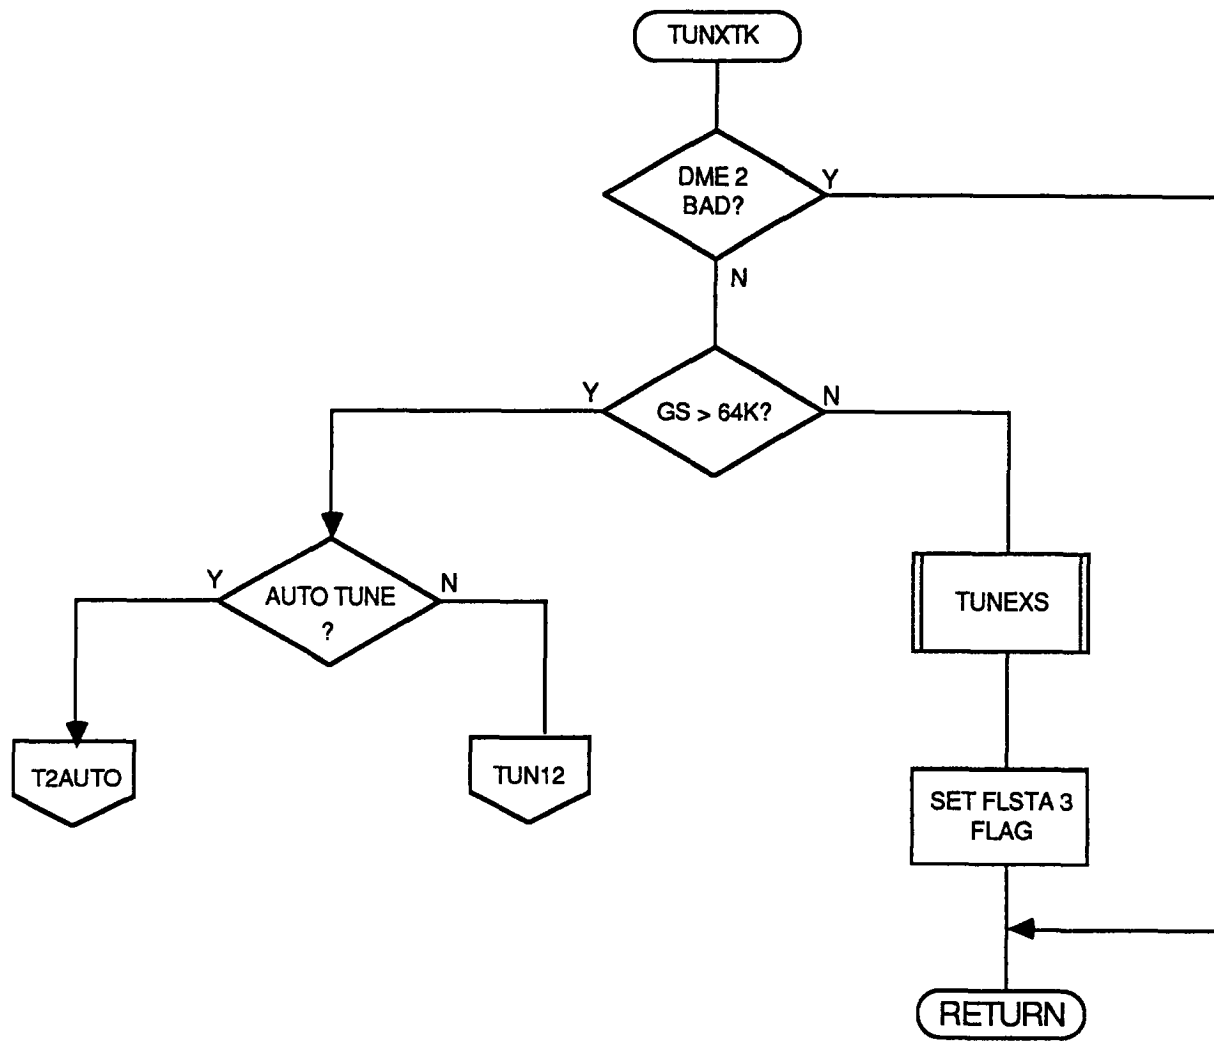 TUNXTK
DME 2
BAD?
Y
N
Y
GS > 64K?
N
Y
AUTO TUNE
?
N
TUNEXS
T2AUTO
TUN12
SET FLSTA 3
FLAG
RETURN